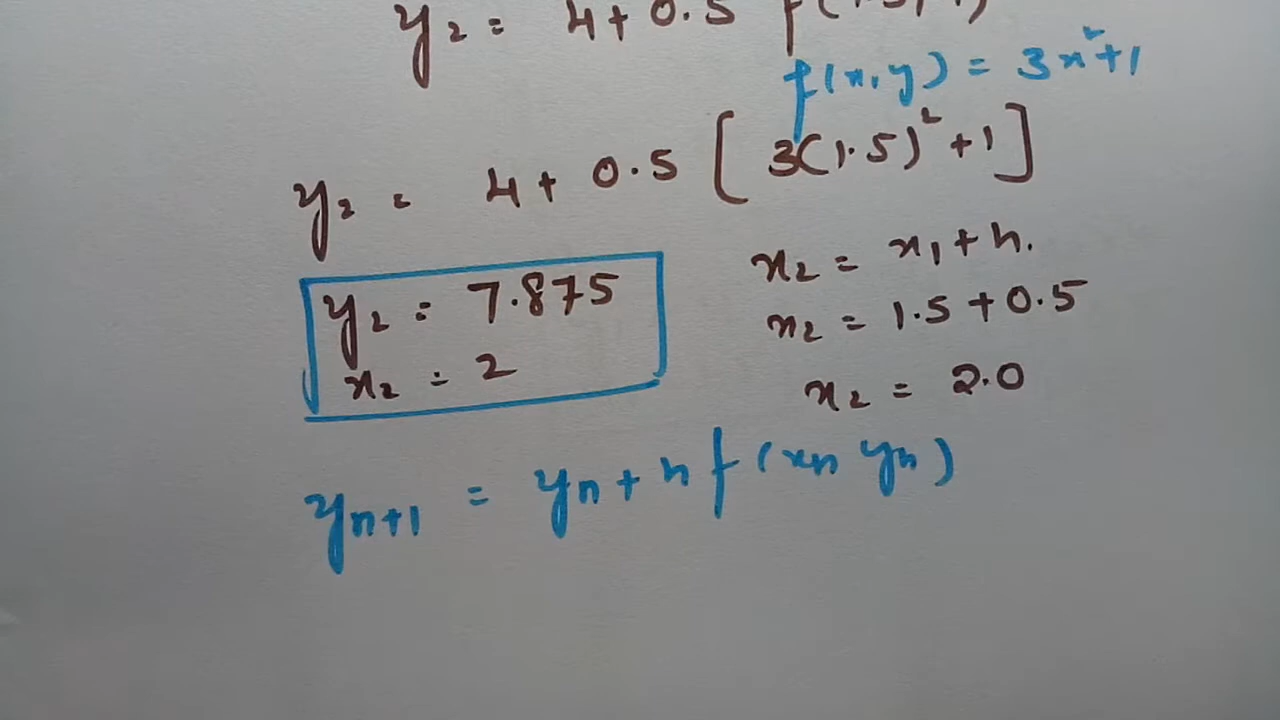 y₂ = 4 + 0.5
f(x, y) = 3x² + 1
y₂ = 4 + 0.5 [ 3(1.5)² + 1 ]
x₂ = x₁ + h.
y₂ = 7.875
x₂ = 1.5 + 0.5
x₂ = 2
x₂ = 2.0
yₙ₊₁ = yₙ + h f (xₙ yₙ)